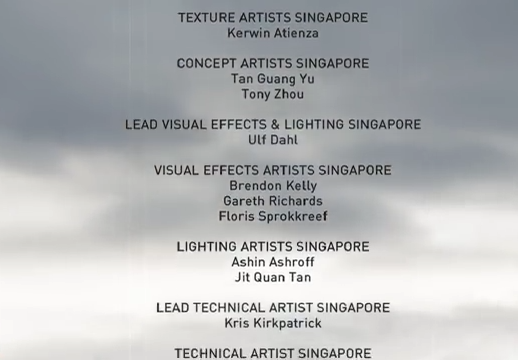 TEXTURE ARTISTS SINGAPORE
Kerwin Atienza
CONCEPT ARTISTS SINGAPORE
Tan Guang Yu
Tony Zhou
LEAD VISUAL EFFECTS & LIGHTING SINGAPORE
Ulf Dahl
VISUAL EFFECTS ARTISTS SINGAPORE
Brendon Kelly
Gareth Richards
Floris Sprokkreef
LIGHTING ARTISTS SINGAPORE
Ashin Ashroff
Jit Quan Tan
LEAD TECHNICAL ARTIST SINGAPORE
Kris Kirkpatrick
TECHNICAL ARTIST SINGAPORE